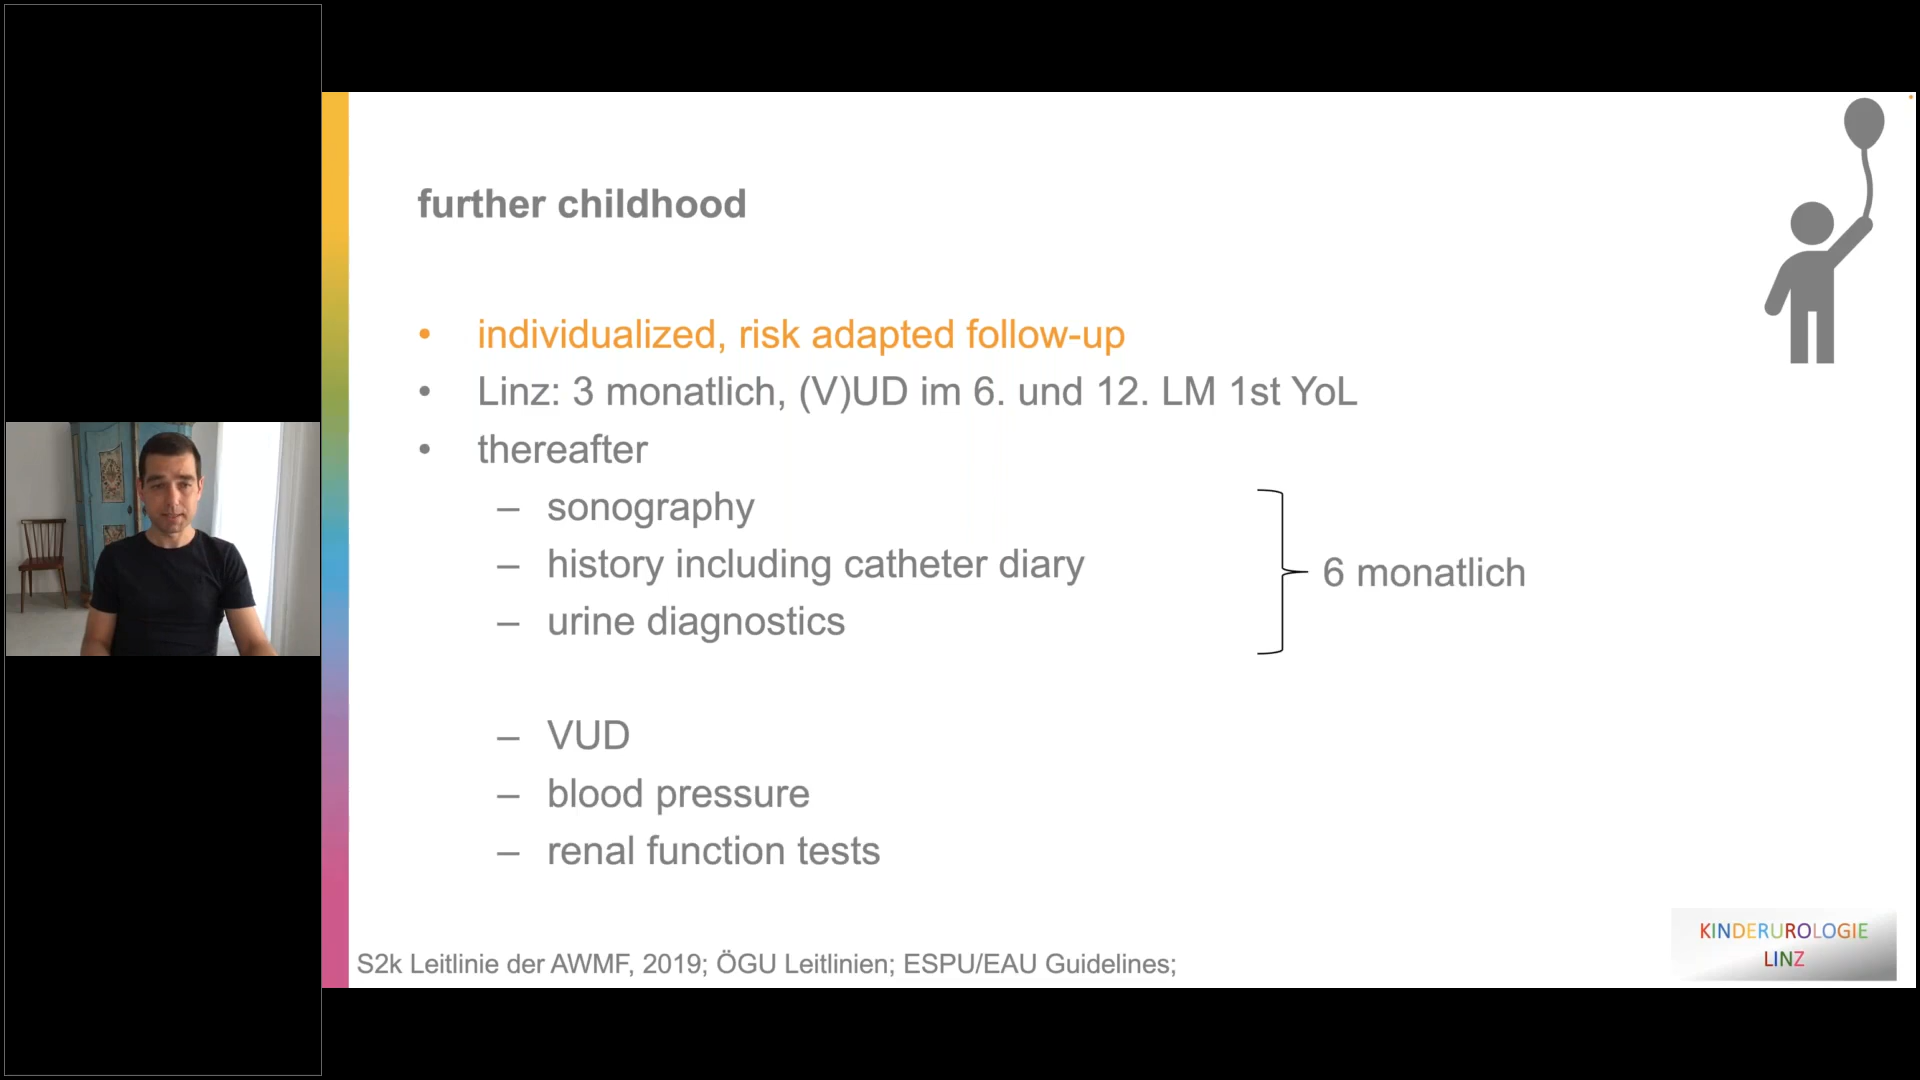 further childhood
• individualized, risk adapted follow-up
• Linz: 3 monatlich, (V)UD im 6. und 12. LM 1st YoL
• thereafter
– sonography
– history including catheter diary
– urine diagnostics
6 monatlich
– VUD
– blood pressure
– renal function tests
S2k Leitlinie der AWMF, 2019; ÖGU Leitlinien; ESPU/EAU Guidelines;
KINDERUROLOGIE
LINZ